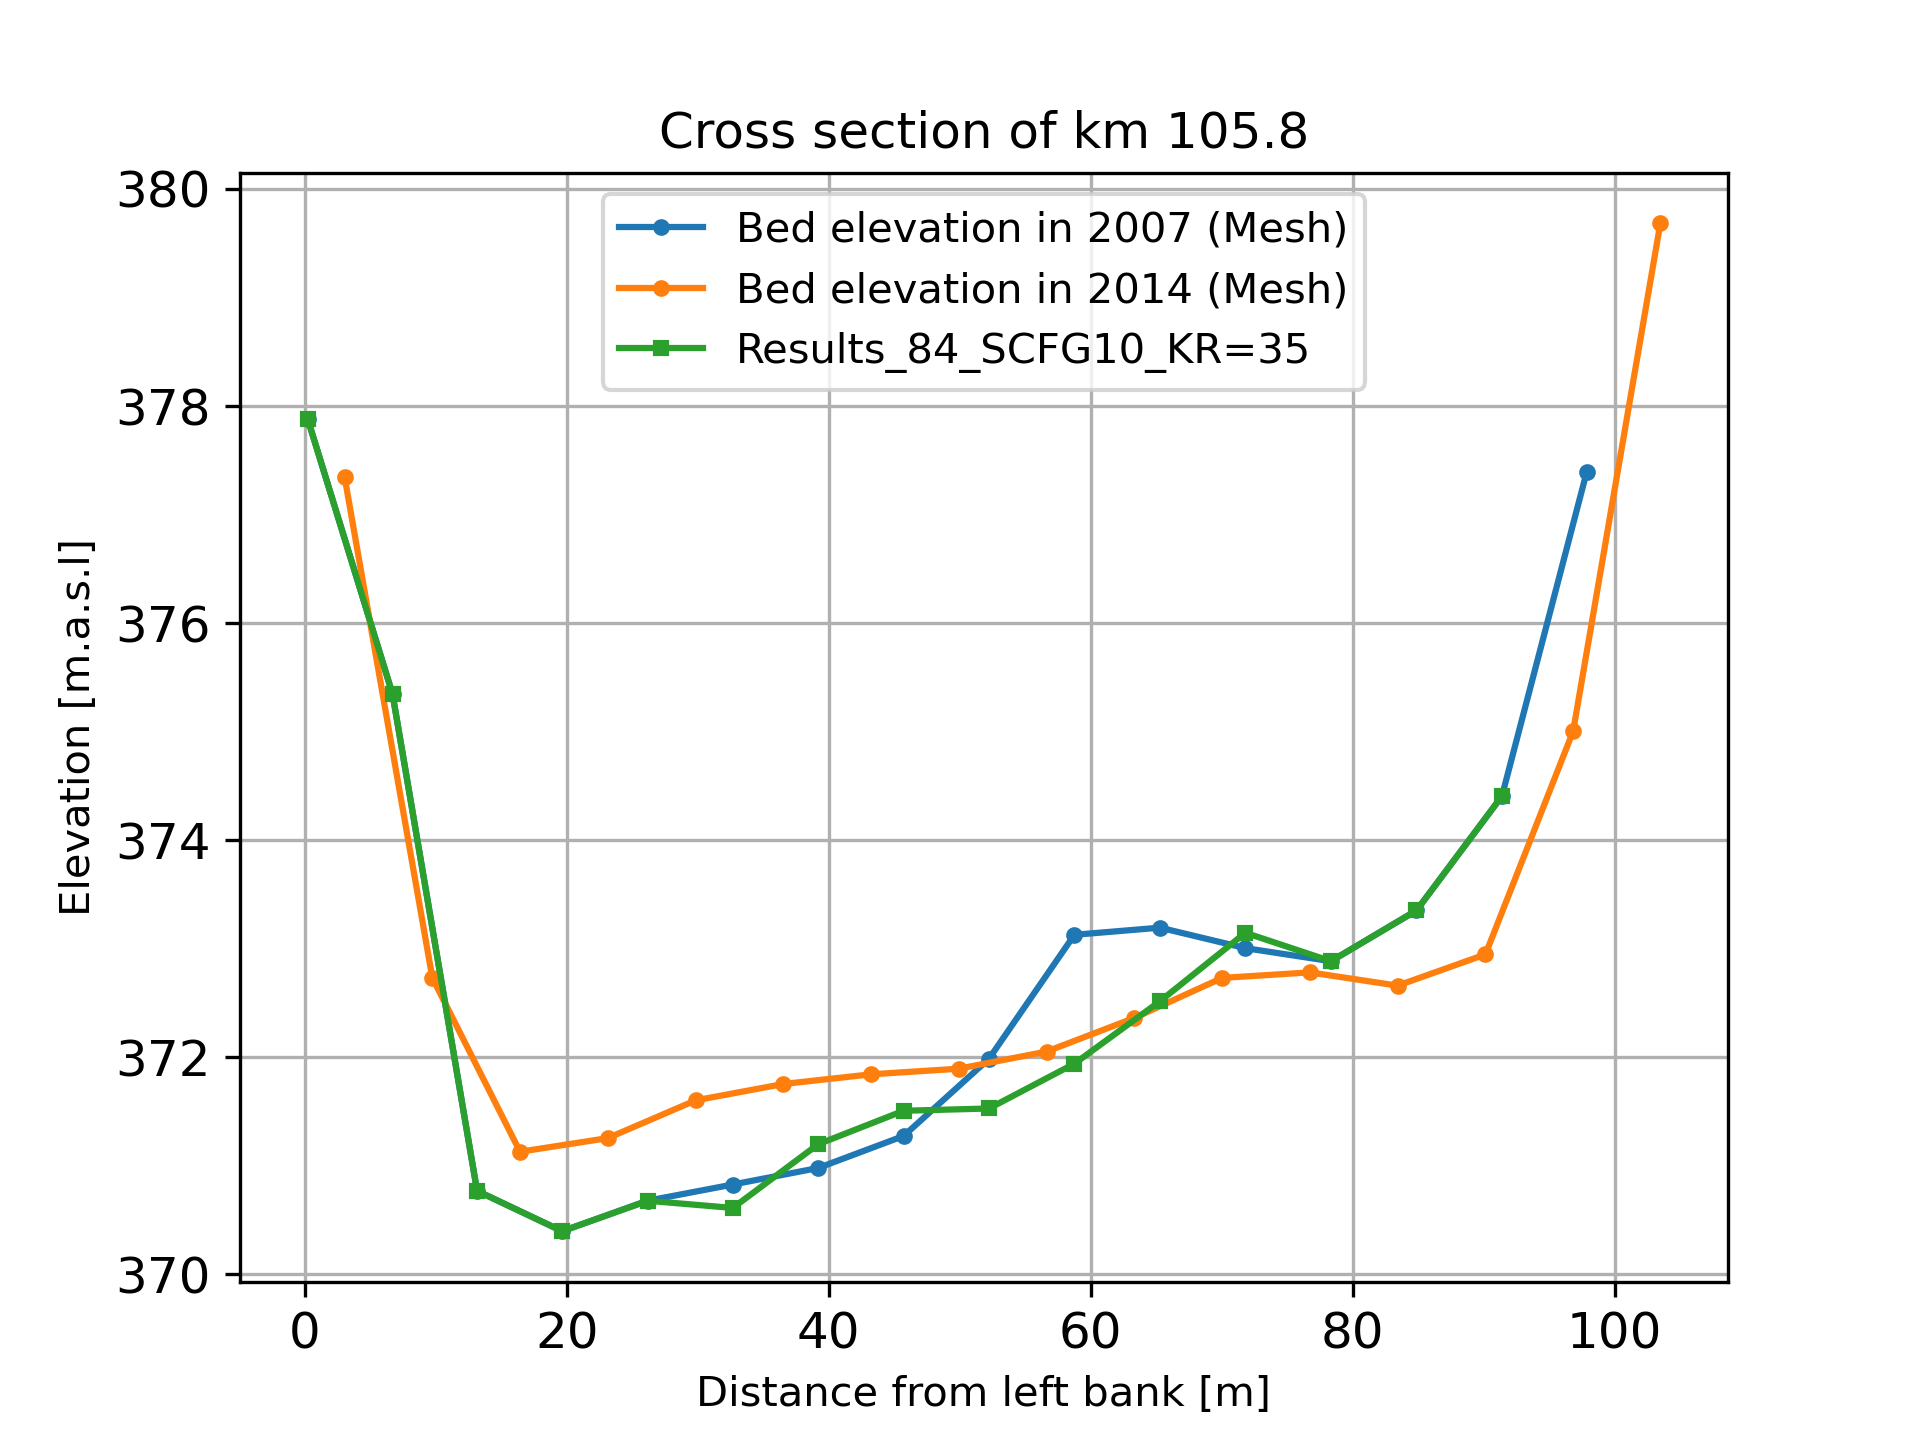 Cross section of km 105.8
Bed elevation in 2007 (Mesh)
Bed elevation in 2014 (Mesh)
Results_84_SCFG10_KR=35
Elevation [m.a.s.l]
380
378
376
374
372
370
0 20 40 60 80 100
Distance from left bank [m]